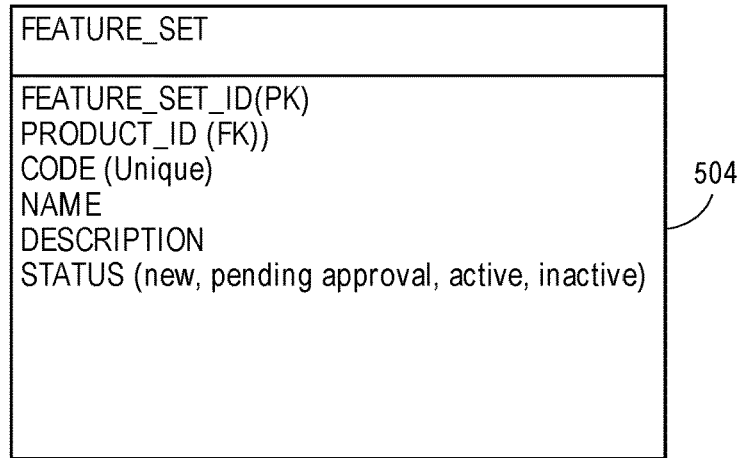 FEATURE_SET
FEATURE_SET_ID(PK)
PRODUCT_ID (FK))
CODE (Unique)
504
NAME
DESCRIPTION
STATUS (new, pending approval, active, inactive)